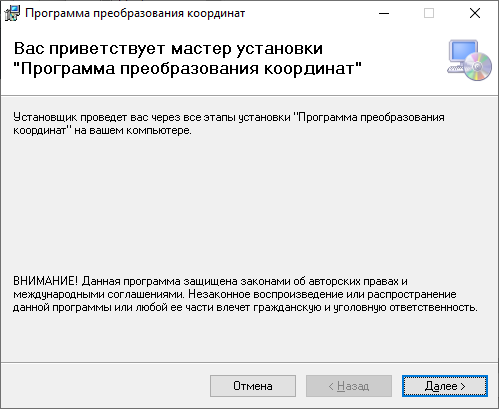 Программа преобразования координат
Вас приветствует мастер установки
"Программа преобразования координат"
Установщик проведет вас через все этапы установки "Программа преобразования
координат" на вашем компьютере.
ВНИМАНИЕ! Данная программа защищена законами об авторских правах и
международными соглашениями. Незаконное воспроизведение или распространение
данной программы или любой ее части влечет гражданскую и уголовную ответственность.
Отмена
< Назад
Далее >